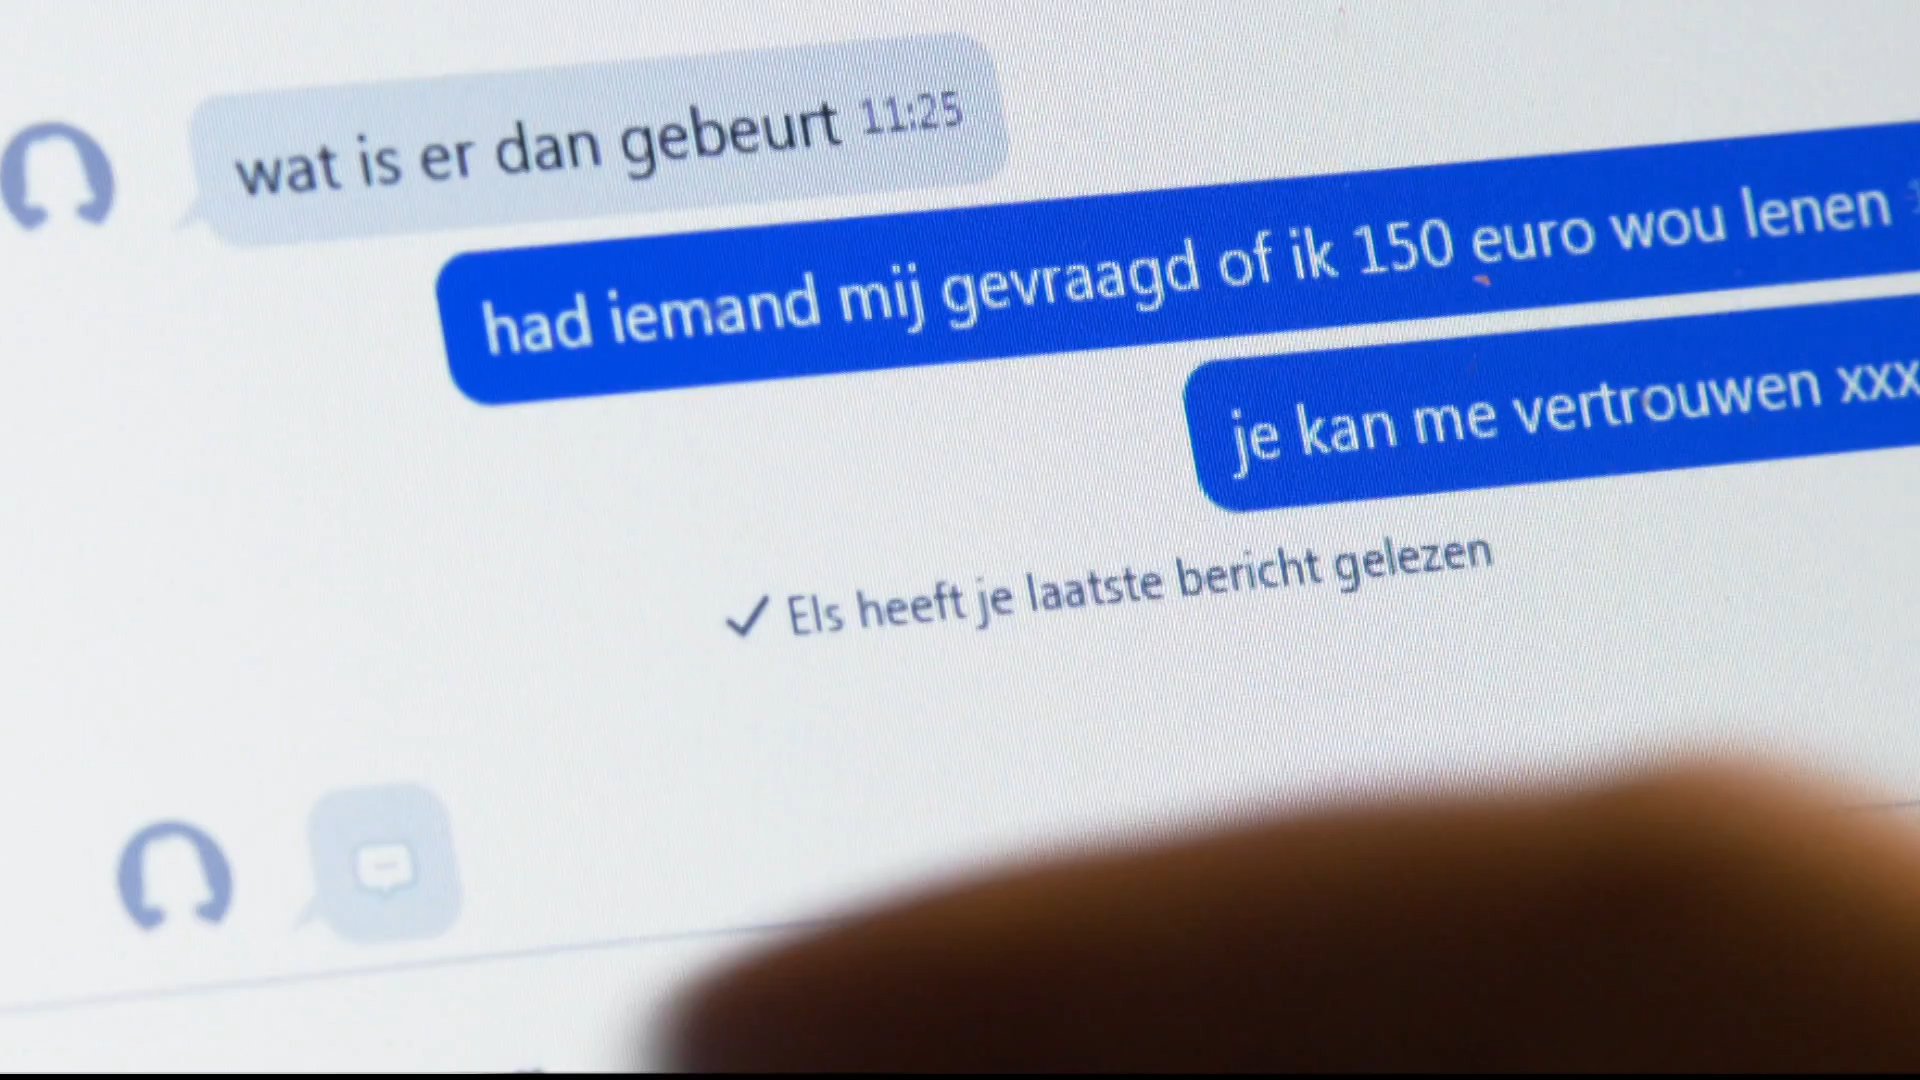 wat is er dan gebeurt 11:25
had iemand mij gevraagd of ik 150 euro wou lenen
je kan me vertrouwen xxx
✓ Els heeft je laatste bericht gelezen